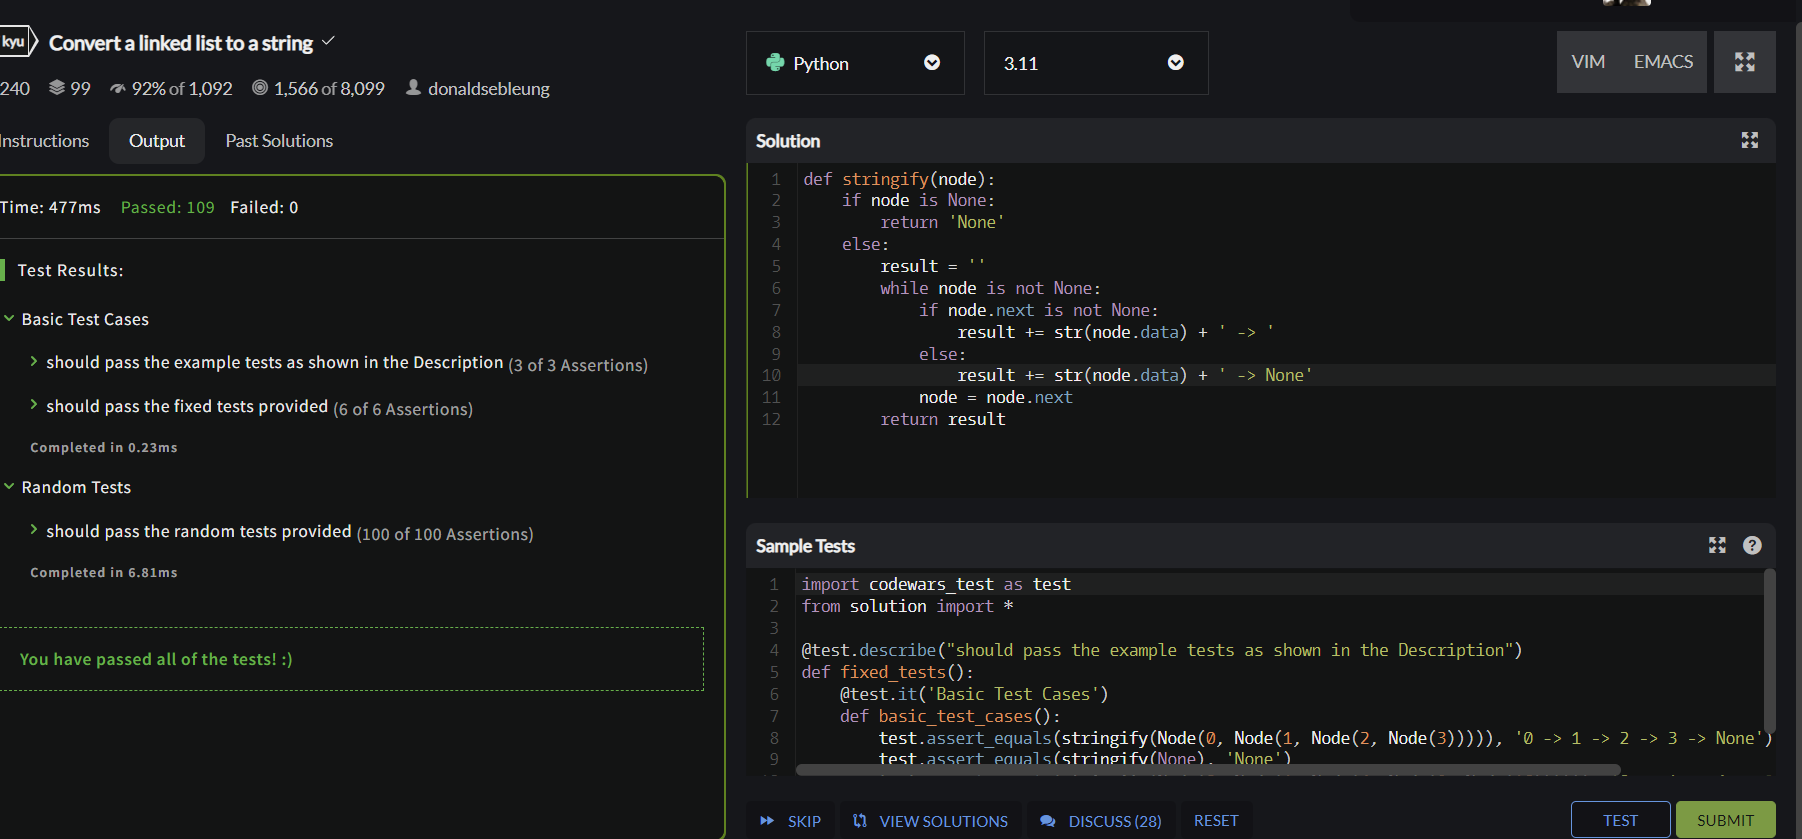 kyu Convert a linked list to a string
240 99 92% of 1,092 1,566 of 8,099 donaldsebleung
Instructions Output Past Solutions
Time: 477ms Passed: 109 Failed: 0
Test Results:
Basic Test Cases
should pass the example tests as shown in the Description (3 of 3 Assertions)
should pass the fixed tests provided (6 of 6 Assertions)
Completed in 0.23ms
Random Tests
should pass the random tests provided (100 of 100 Assertions)
Completed in 6.81ms
You have passed all of the tests! :)
Python 3.11 VIM EMACS
Solution
1 def stringify(node):
2 if node is None:
3 return 'None'
4 else:
5 result = ''
6 while node is not None:
7 if node.next is not None:
8 result += str(node.data) + ' -> '
9 else:
10 result += str(node.data) + ' -> None'
11 node = node.next
12 return result
Sample Tests
1 import codewars_test as test
2 from solution import *
3
4 @test.describe("should pass the example tests as shown in the Description")
5 def fixed_tests():
6 @test.it('Basic Test Cases')
7 def basic_test_cases():
8 test.assert_equals(stringify(Node(0, Node(1, Node(2, Node(3))))), '0 -> 1 -> 2 -> 3 -> None')
9 test.assert_equals(stringify(None), 'None')
SKIP VIEW SOLUTIONS DISCUSS (28) RESET TEST SUBMIT